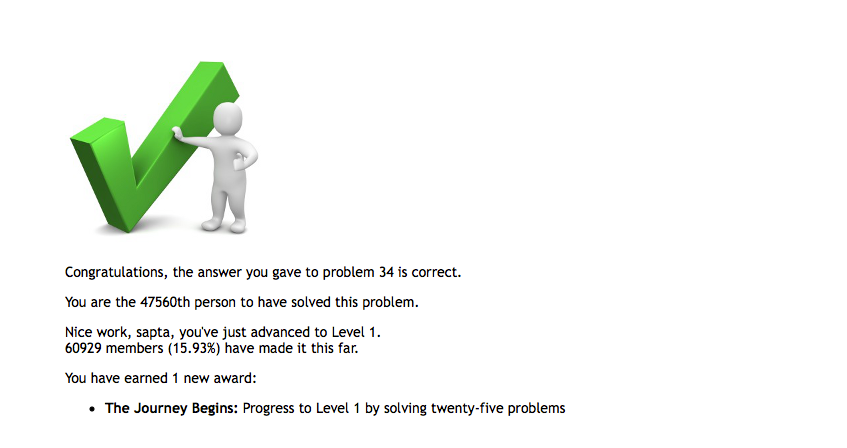 Congratulations, the answer you gave to problem 34 is correct.
You are the 47560th person to have solved this problem.
Nice work, sapta, you've just advanced to Level 1.
60929 members (15.93%) have made it this far.
You have earned 1 new award:
• The Journey Begins: Progress to Level 1 by solving twenty-five problems